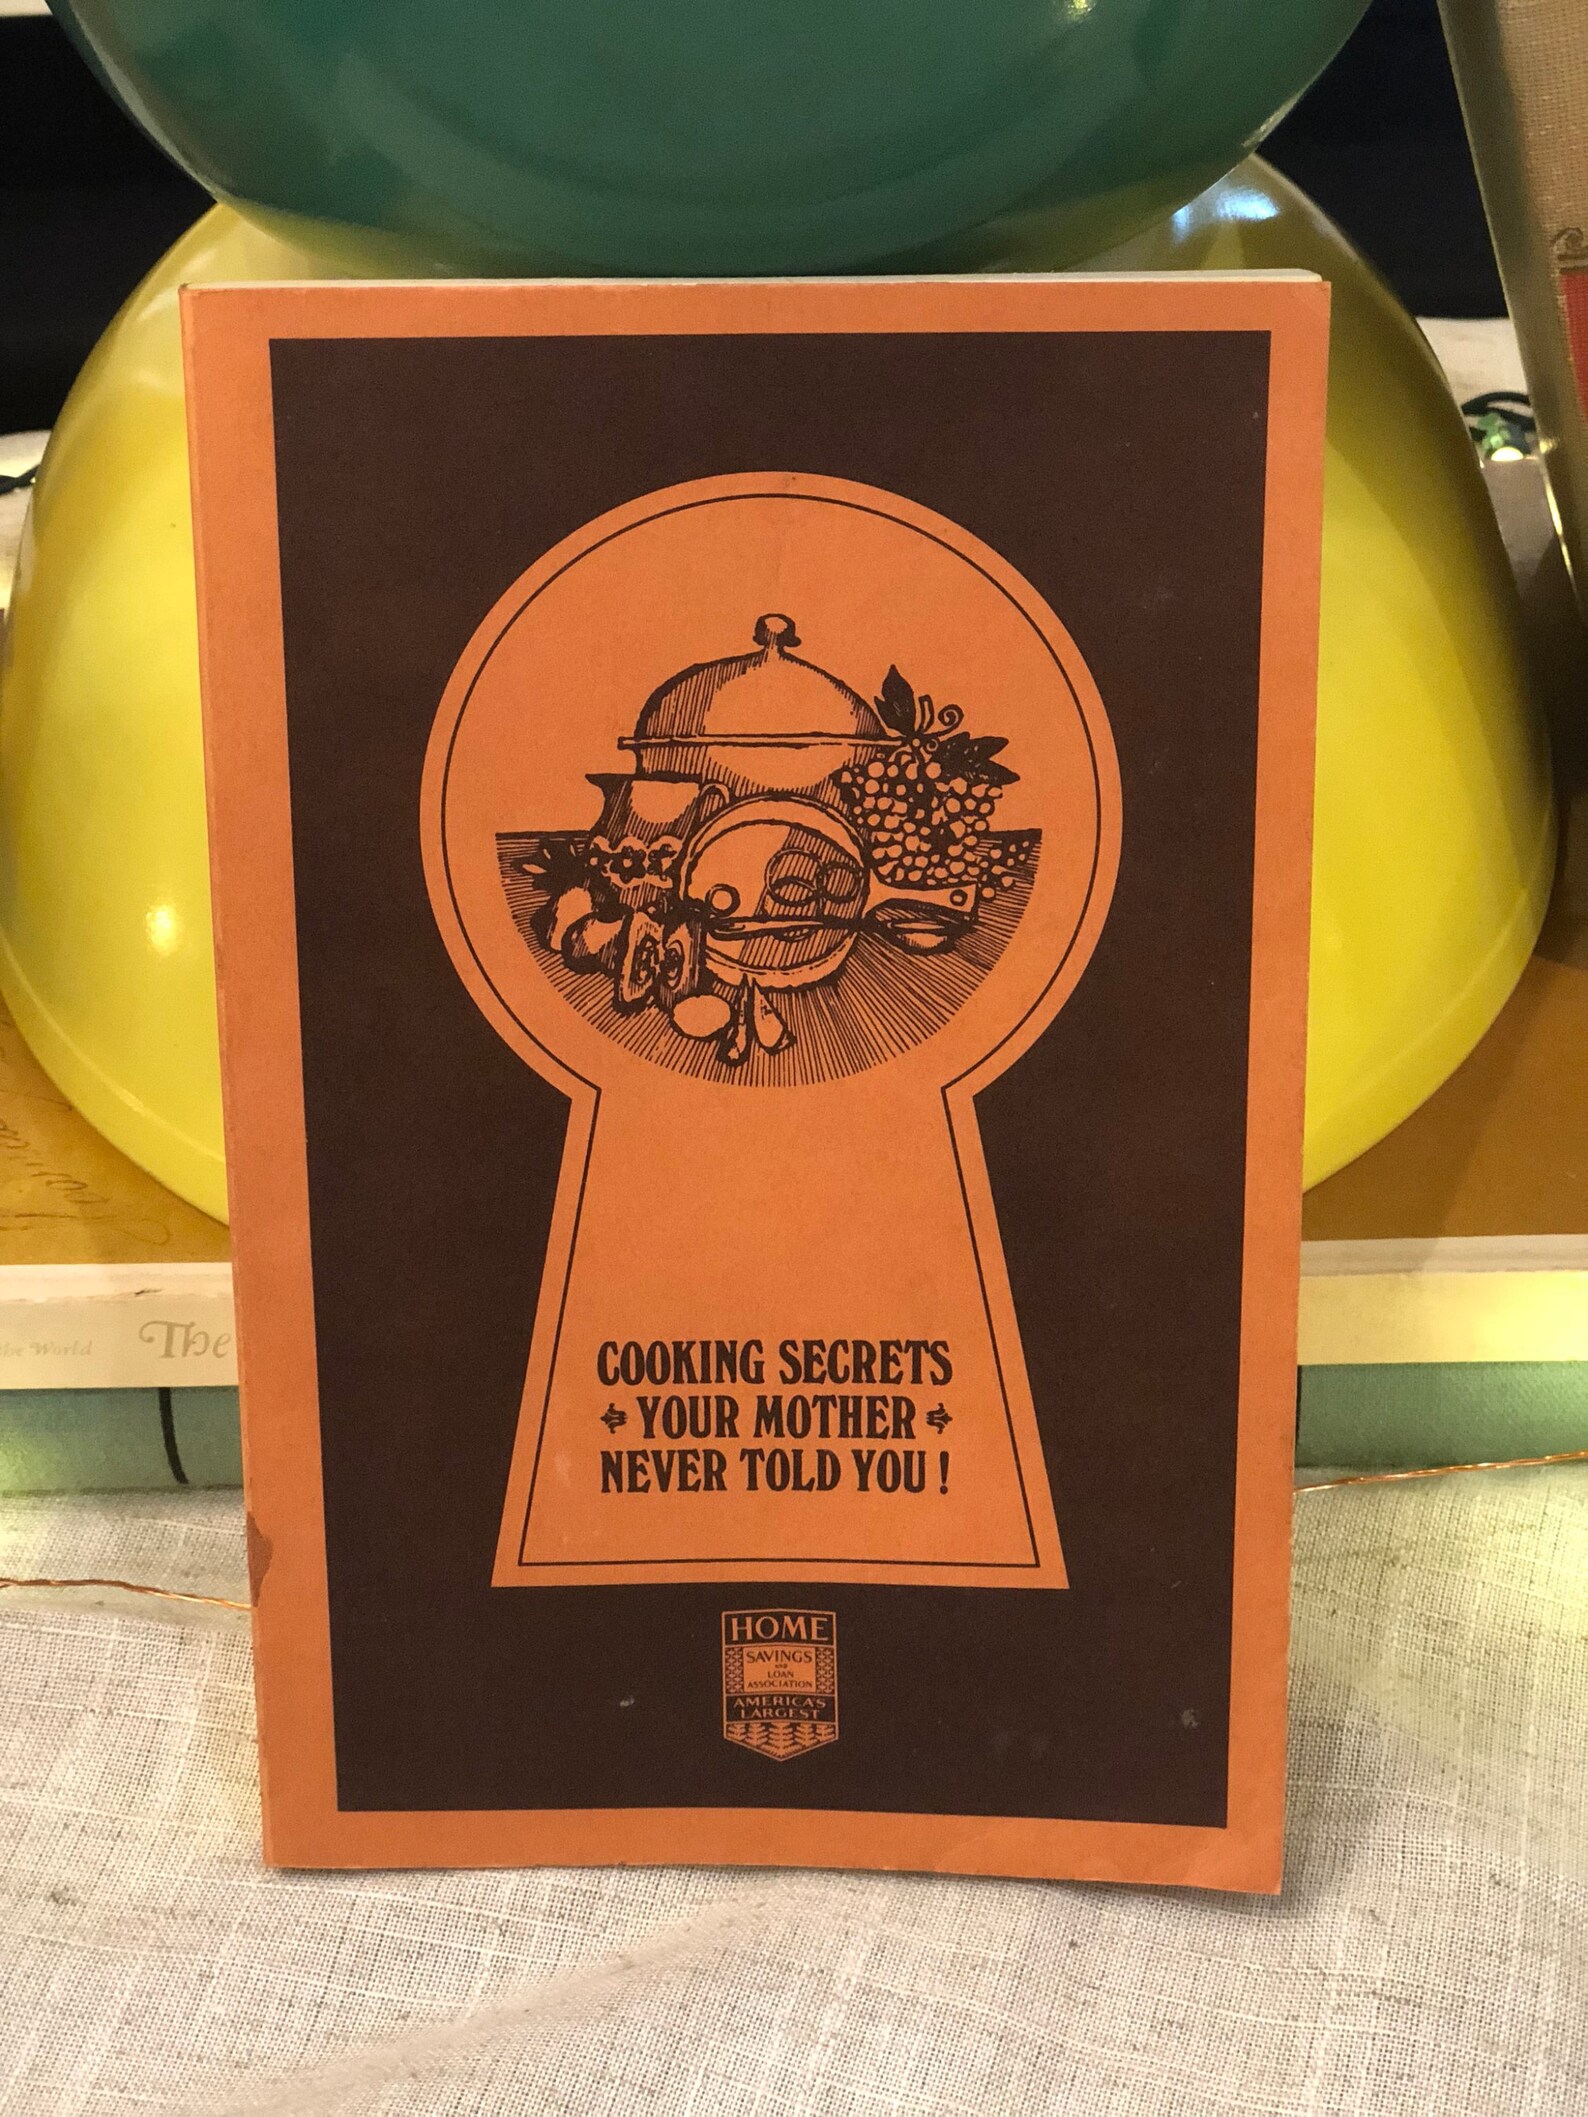 COOKING SECRETS
YOUR MOTHER
NEVER TOLD YOU!
HOME
SAVINGS
AND
LOAN
ASSOCIATION
AMERICA'S
LARGEST
the World
The